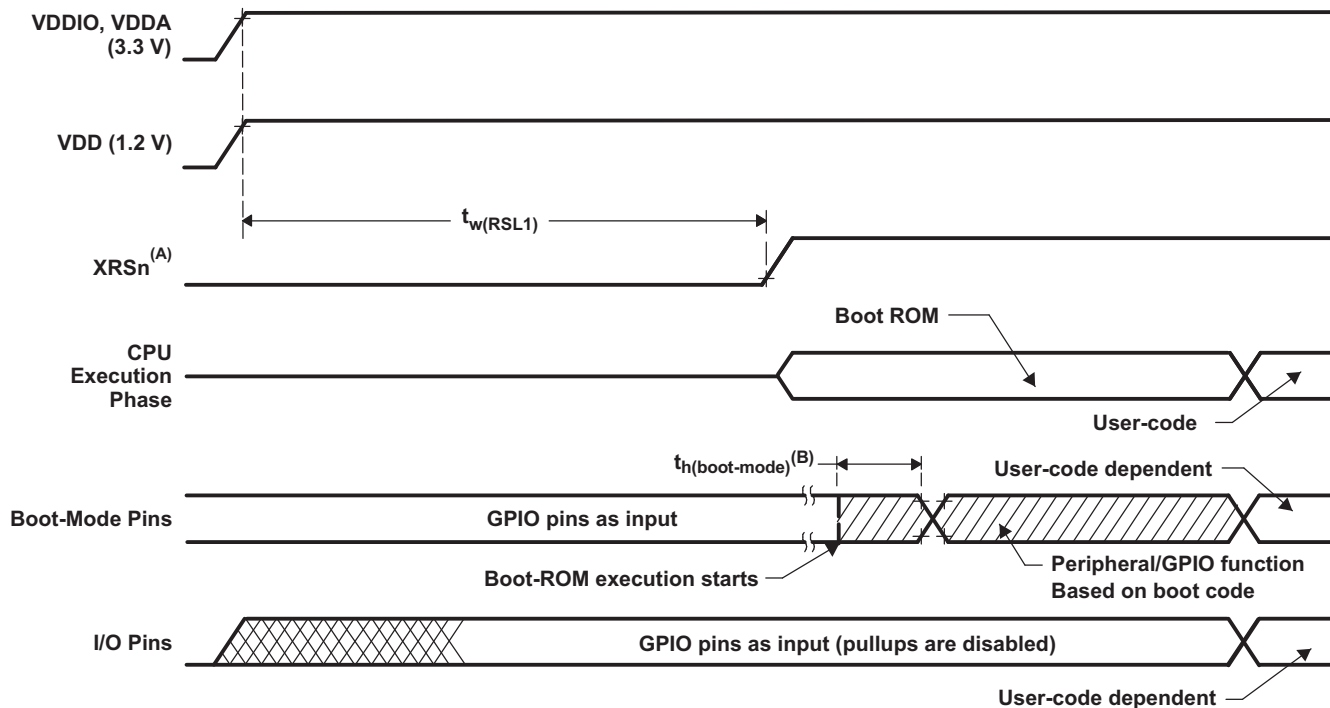 VDDIO, VDDA
(3.3 V)
VDD (1.2 V)
tw(RSL1)
XRSn(A)
Boot ROM
CPU
Execution
Phase
User-code
th(boot-mode)(B)
User-code dependent
Boot-Mode Pins
GPIO pins as input
Boot-ROM execution starts
Peripheral/GPIO function
Based on boot code
I/O Pins
GPIO pins as input (pullups are disabled)
User-code dependent